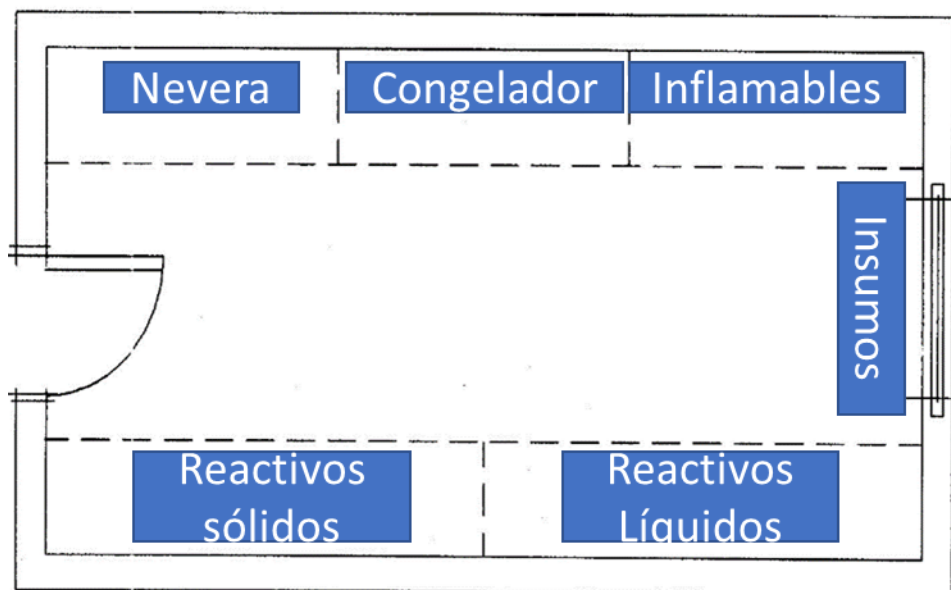 Nevera
Congelador
Inflamables
Insumos
Reactivos
sólidos
Reactivos
Líquidos